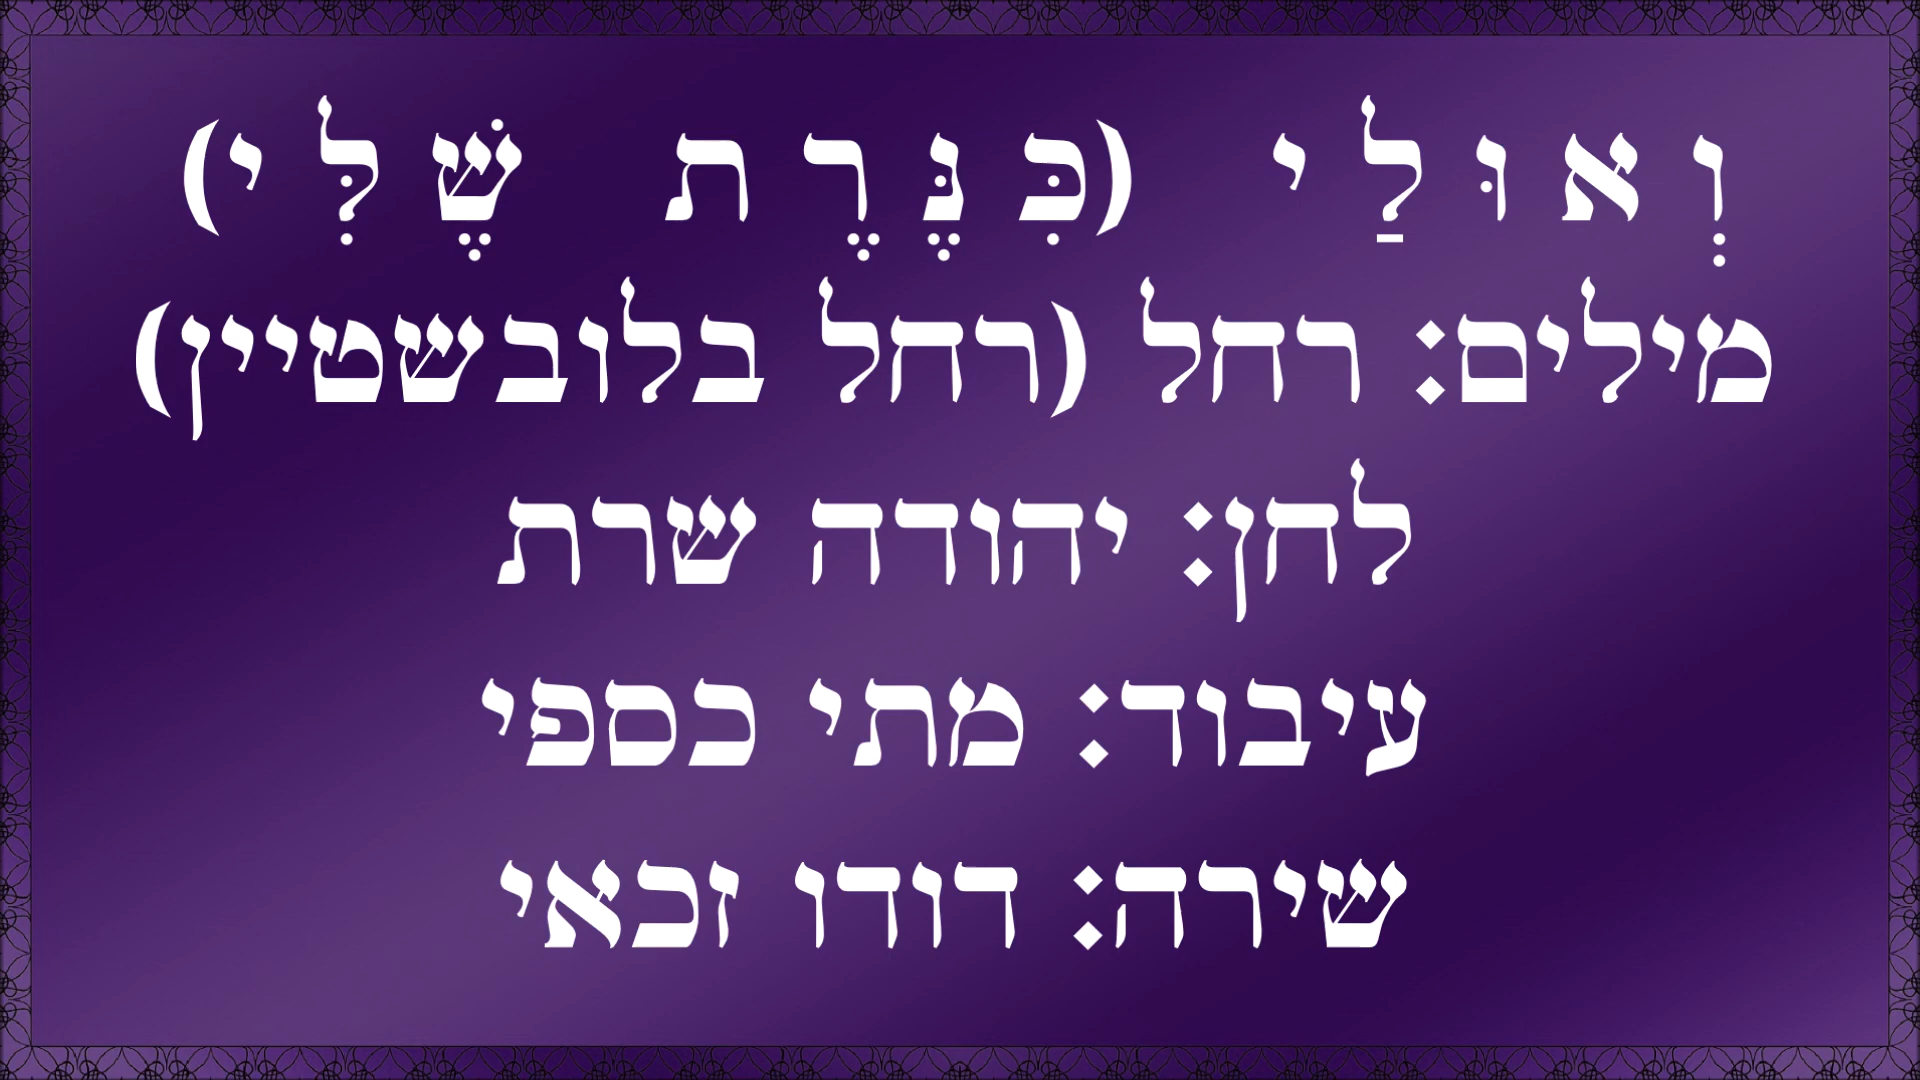 וְאוּלַי (כִּנֶּרֶת שֶׁלִּי)
מילים: רחל (רחל בלובשטיין)
לחן: יהודה שרת
עיבוד: מתי כספי
שירה: דודו זכאי